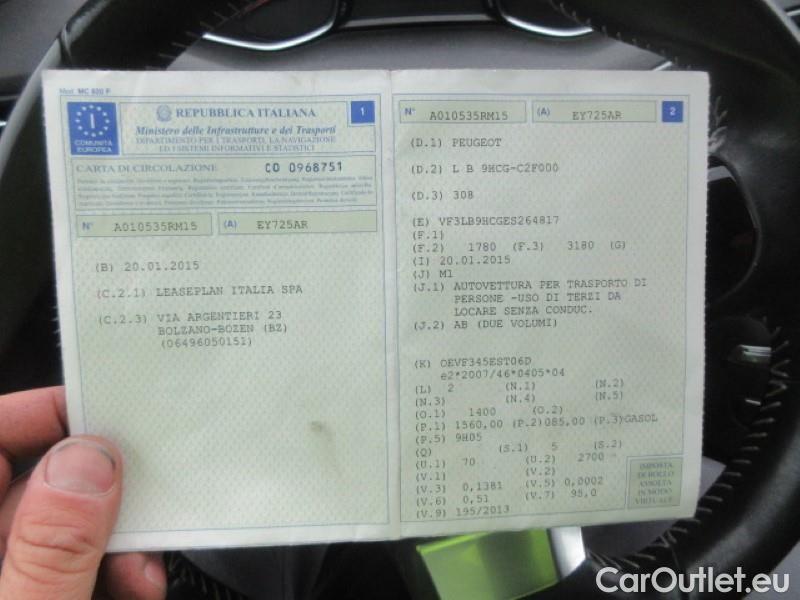 Mod. MC 820 F
REPUBBLICA ITALIANA
1
Ministero delle Infrastrutture e dei Trasporti
DIPARTIMENTO PER I TRASPORTI, LA NAVIGAZIONE
ED I SISTEMI INFORMATIVI E STATISTICI
I
COMUNITÀ
EUROPEA
CARTA DI CIRCOLAZIONE CO 0968751
N° A010535RM15 (A) EY725AR
(B) 20.01.2015
(C.2.1) LEASEPLAN ITALIA SPA
(C.2.3) VIA ARGENTIERI 23
BOLZANO-BOZEN (BZ)
(06496050151)
N° A010535RM15 (A) EY725AR 2
(D.1) PEUGEOT
(D.2) L B 9HCG-C2F000
(D.3) 308
(E) VF3LB9HCGES264817
(F.1)
(F.2) 1780 (F.3) 3180 (G)
(I) 20.01.2015
(J) M1
(J.1) AUTOVETTURA PER TRASPORTO DI
PERSONE -USO DI TERZI DA
LOCARE SENZA CONDUC.
(J.2) AB (DUE VOLUMI)
(K) OEVF345EST06D
e2*2007/46*0405*04
(L) 2 (N.1) (N.2)
(N.3) (N.4) (N.5)
(O.1) 1400 (O.2)
(P.1) 1560,00 (P.2)085,00 (P.3)GASOL
(P.5) 9H05
(Q) (S.1) 5 (S.2)
(U.1) 70 (U.2) 2700
(V.1) (V.2)
(V.3) 0,1381 (V.5) 0,0002
(V.6) 0,51 (V.7) 95,0
(V.9) 195/2013
IMPOSTA
DI BOLLO
ASSOLTA
IN MODO
VIRTUALE
CarOutlet.eu